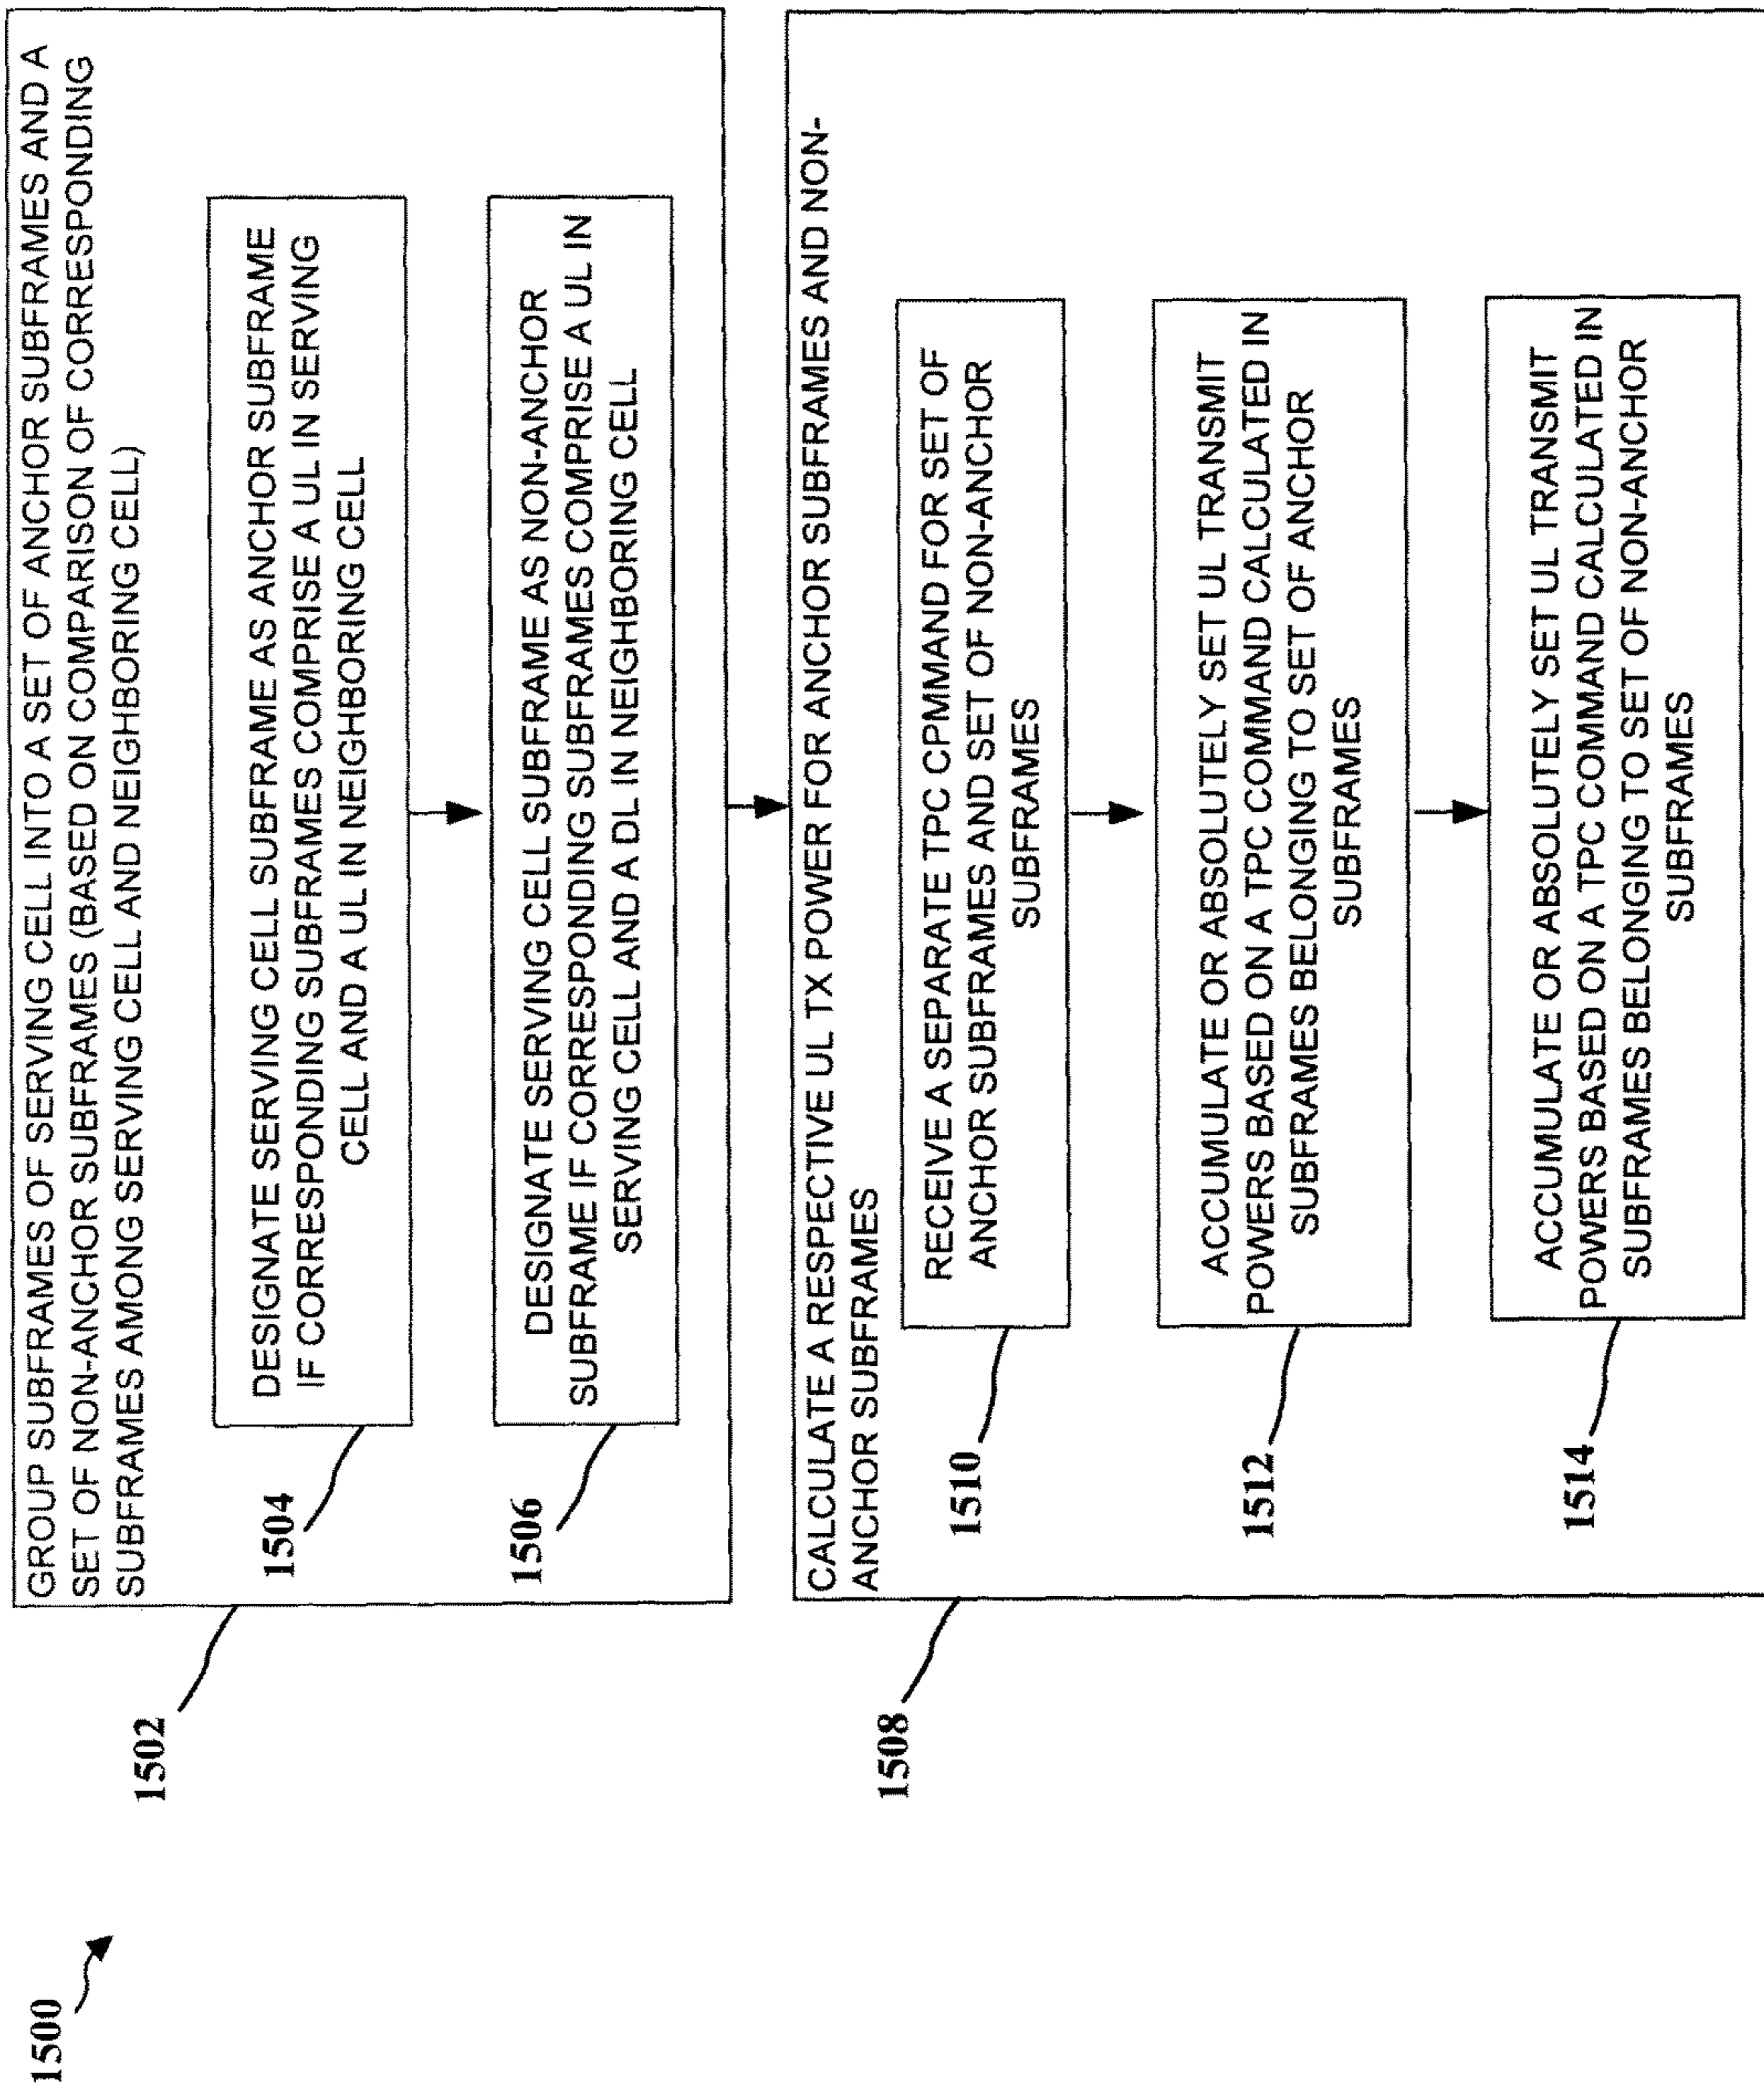 1500
1502
GROUP SUBFRAMES OF SERVING CELL INTO A SET OF ANCHOR SUBFRAMES AND A
SET OF NON-ANCHOR SUBFRAMES (BASED ON COMPARISON OF CORRESPONDING
SUBFRAMES AMONG SERVING CELL AND NEIGHBORING CELL)
1504
DESIGNATE SERVING CELL SUBFRAME AS ANCHOR SUBFRAME
IF CORRESPONDING SUBFRAMES COMPRISE A UL IN SERVING
CELL AND A UL IN NEIGHBORING CELL
1506
DESIGNATE SERVING CELL SUBFRAME AS NON-ANCHOR
SUBFRAME IF CORRESPONDING SUBFRAMES COMPRISE A UL IN
SERVING CELL AND A DL IN NEIGHBORING CELL
1508
CALCULATE A RESPECTIVE UL TX POWER FOR ANCHOR SUBFRAMES AND NON-
ANCHOR SUBFRAMES
1510
RECEIVE A SEPARATE TPC CPMMAND FOR SET OF
ANCHOR SUBFRAMES AND SET OF NON-ANCHOR
SUBFRAMES
1512
ACCUMULATE OR ABSOLUTELY SET UL TRANSMIT
POWERS BASED ON A TPC COMMAND CALCULATED IN
SUBFRAMES BELONGING TO SET OF ANCHOR
SUBFRAMES
1514
ACCUMULATE OR ABSOLUTELY SET UL TRANSMIT
POWERS BASED ON A TPC COMMAND CALCULATED IN
SUBFRAMES BELONGING TO SET OF NON-ANCHOR
SUBFRAMES